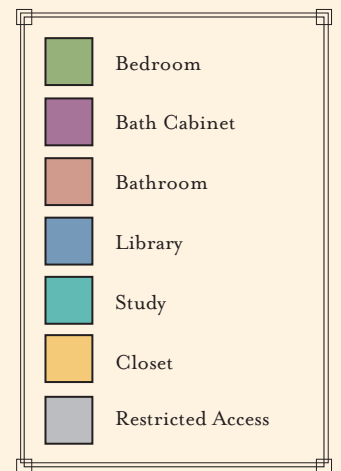 Bedroom
Bath Cabinet
Bathroom
Library
Study
Closet
Restricted Access